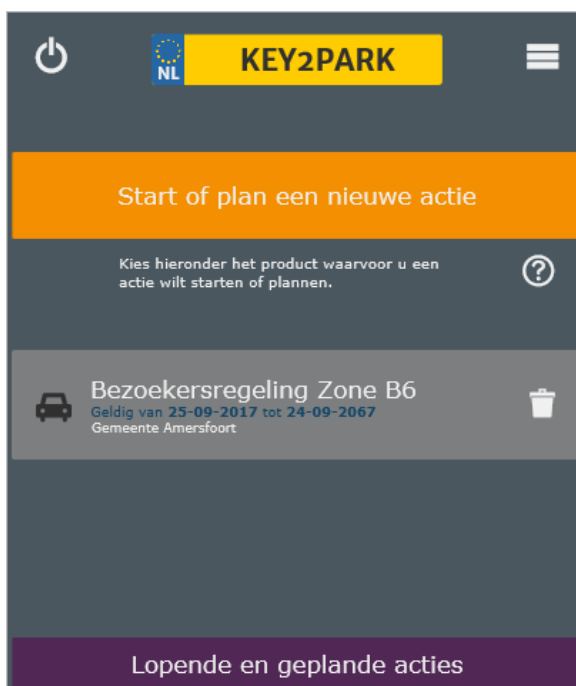 NL
KEY2PARK
Start of plan een nieuwe actie
Kies hieronder het product waarvoor u een
actie wilt starten of plannen.
?
Bezoekersregeling Zone B6
Geldig van 25-09-2017 tot 24-09-2067
Gemeente Amersfoort
Lopende en geplande acties